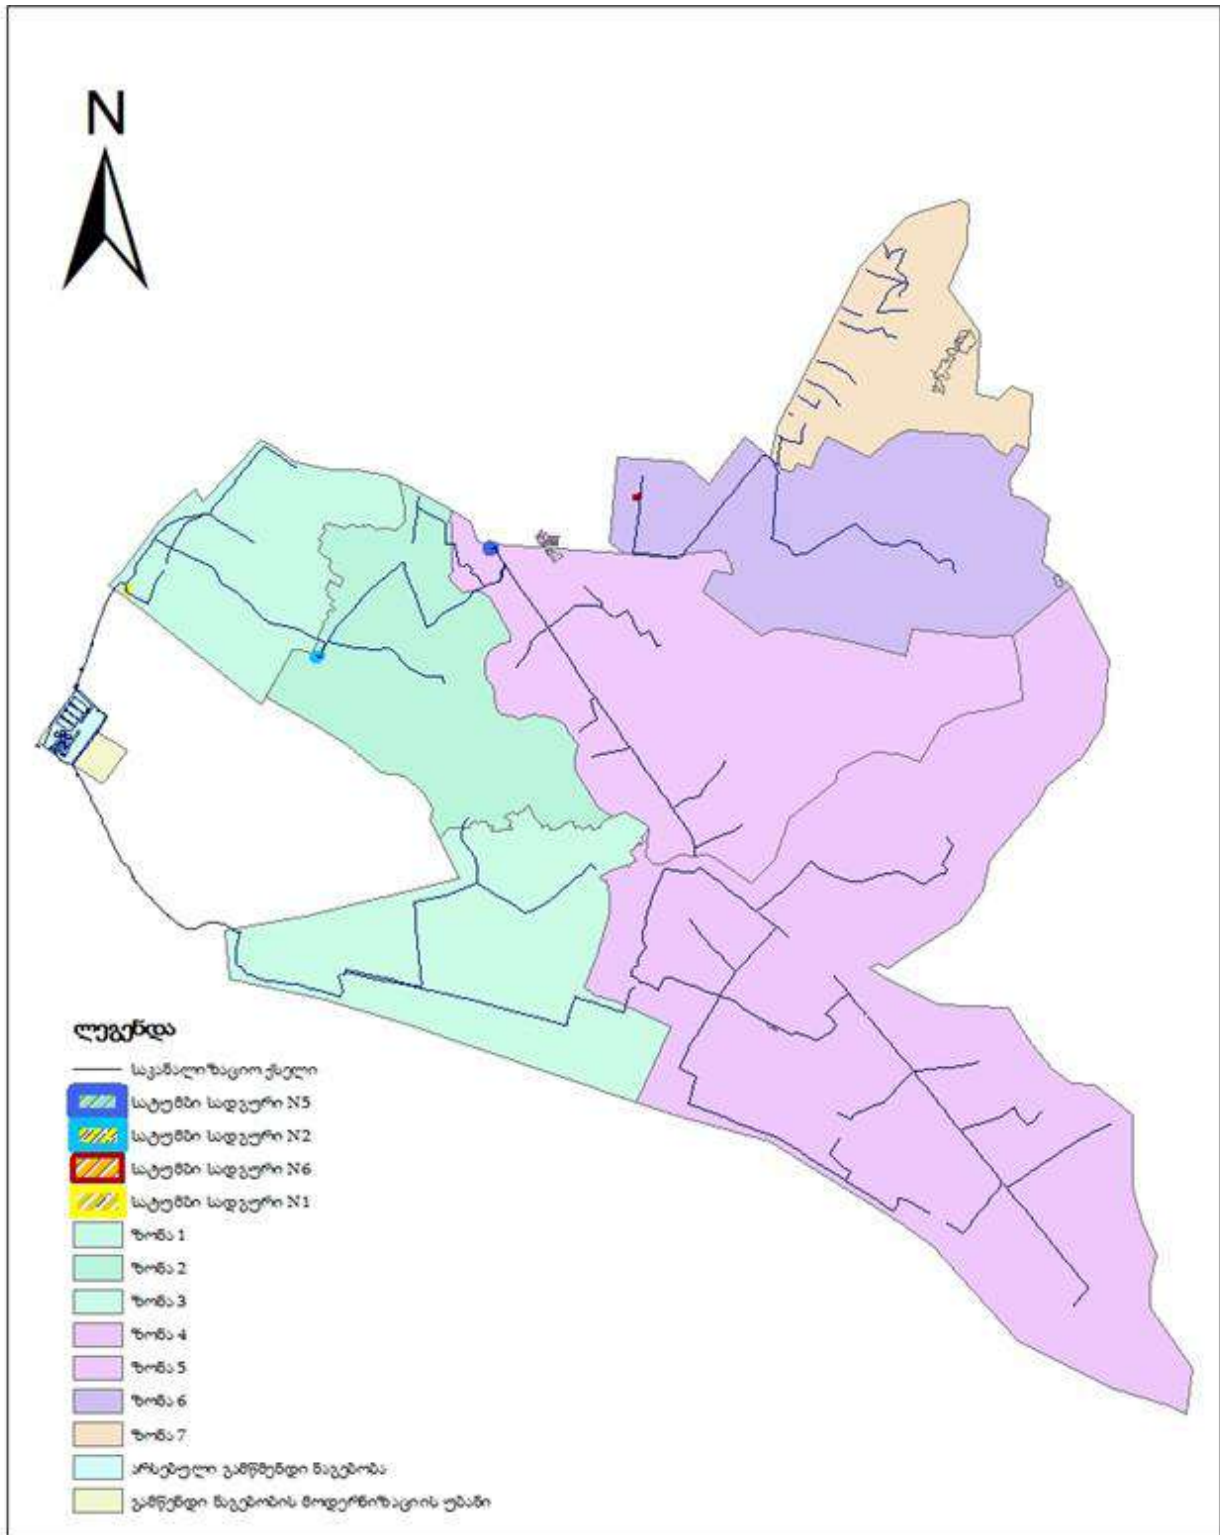 N
ლეგენდა
საკანალიზაციო ქსელი
სატუმბი სადგური N5
სატუმბი სადგური N2
სატუმბი სადგური N6
სატუმბი სადგური N1
ზონა 1
ზონა 2
ზონა 3
ზონა 4
ზონა 5
ზონა 6
ზონა 7
არსებული გამწმენდი ნაგებობა
გამწენდი ნაგებობის მოდერნიზაციის უბანი